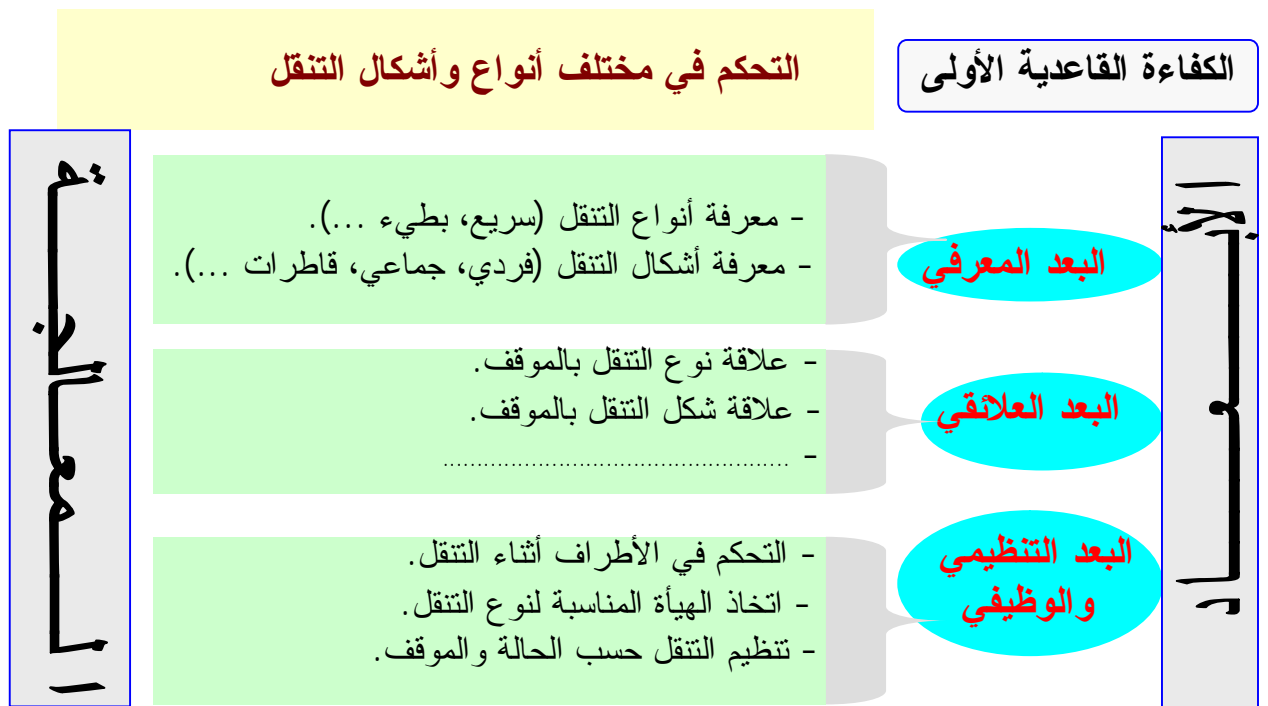 الكفاءة القاعدية الأولى
التحكم في مختلف أنواع وأشكال التنقل
البعد المعرفي
- معرفة أنواع التنقل (سريع، بطيء ...).
- معرفة أشكال التنقل (فردي، جماعي، قاطرات ...).
البعد العلائقي
- علاقة نوع التنقل بالموقف.
- علاقة شكل التنقل بالموقف.
- ..................................................
البعد التنظيمي
والوظيفي
- التحكم في الأطراف أثناء التنقل.
- اتخاذ الهيأة المناسبة لنوع التنقل.
- تنظيم التنقل حسب الحالة والموقف.
الـــمعـــالجـــة